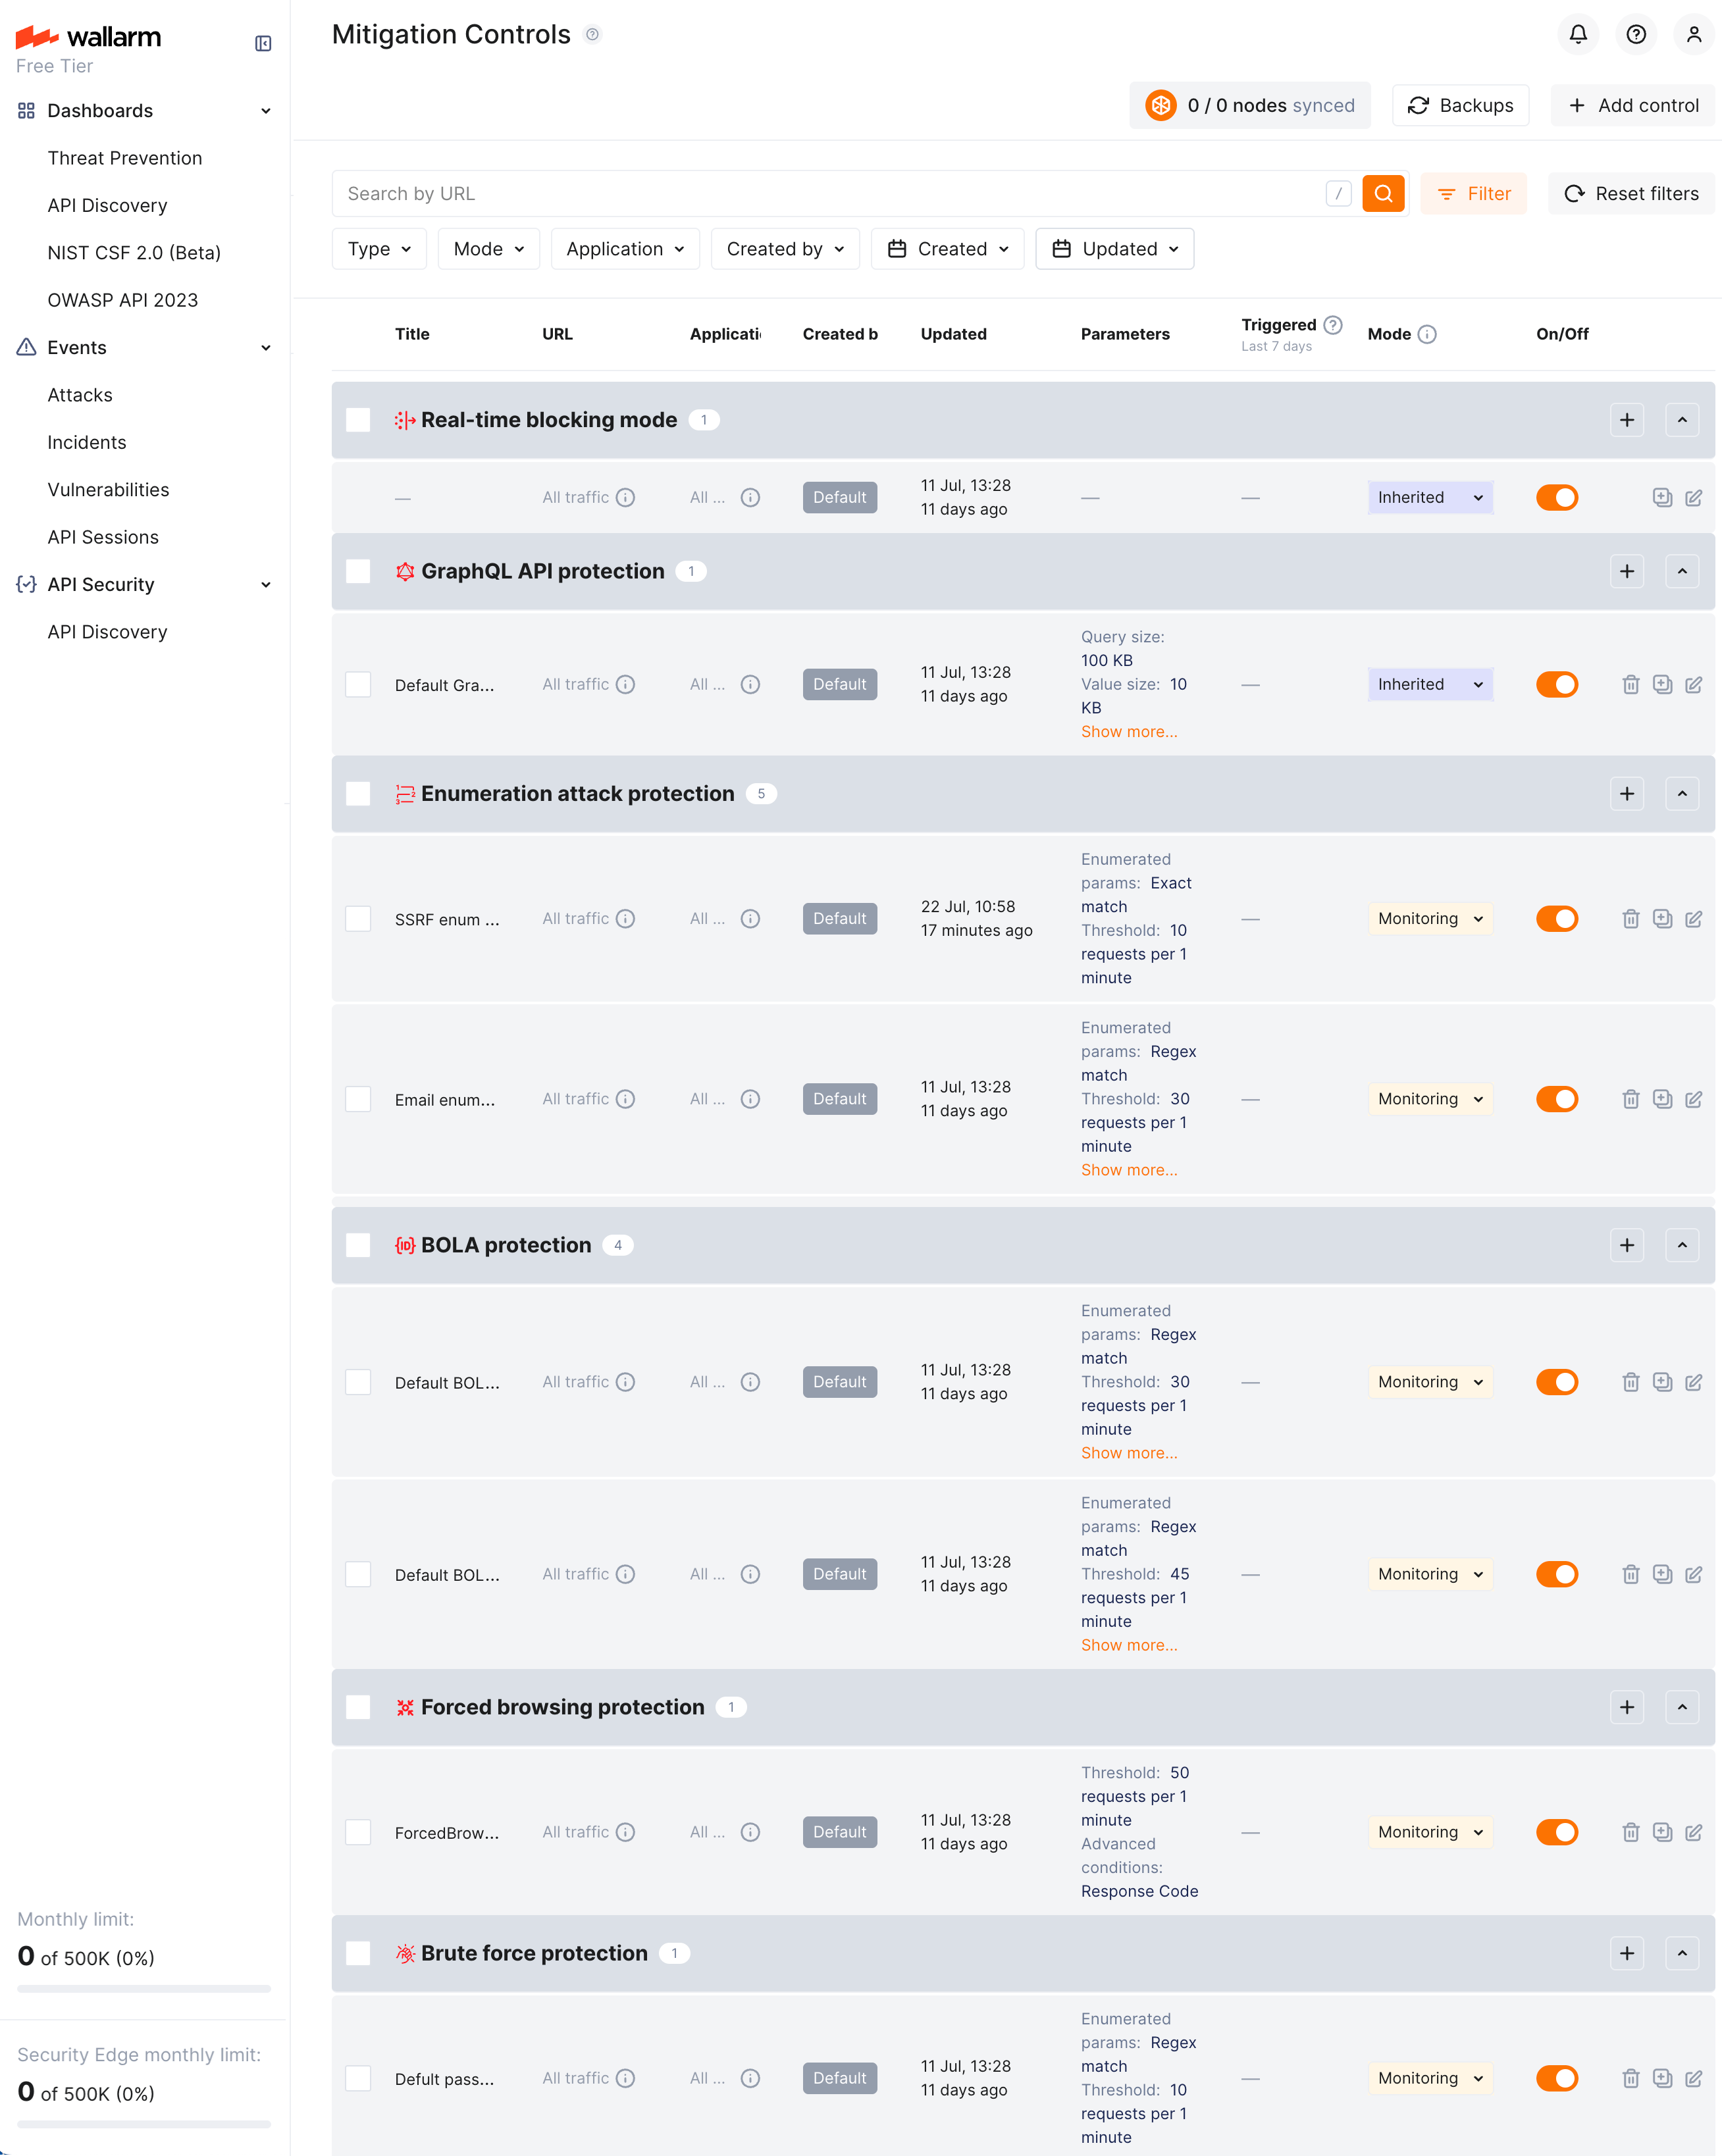 wallarm
Free Tier
Dashboards
Threat Prevention
API Discovery
NIST CSF 2.0 (Beta)
OWASP API 2023
Events
Attacks
Incidents
Vulnerabilities
API Sessions
API Security
API Discovery
Monthly limit:
0 of 500K (0%)
Security Edge monthly limit:
0 of 500K (0%)
Mitigation Controls
0 / 0 nodes synced
Backups
Add control
Search by URL
/
Filter
Reset filters
Type
Mode
Application
Created by
Created
Updated
Title
URL
Applicati
Created b
Updated
Parameters
Triggered
Last 7 days
Mode
On/Off
Real-time blocking mode 1
—
All traffic
All ...
Default
11 Jul, 13:28
11 days ago
—
—
Inherited
GraphQL API protection 1
Default Gra...
All traffic
All ...
Default
11 Jul, 13:28
11 days ago
Query size:
100 KB
Value size: 10
KB
Show more...
—
Inherited
Enumeration attack protection 5
SSRF enum ...
All traffic
All ...
Default
22 Jul, 10:58
17 minutes ago
Enumerated
params: Exact
match
Threshold: 10
requests per 1
minute
—
Monitoring
Email enum...
All traffic
All ...
Default
11 Jul, 13:28
11 days ago
Enumerated
params: Regex
match
Threshold: 30
requests per 1
minute
Show more...
—
Monitoring
BOLA protection 4
Default BOL...
All traffic
All ...
Default
11 Jul, 13:28
11 days ago
Enumerated
params: Regex
match
Threshold: 30
requests per 1
minute
Show more...
—
Monitoring
Default BOL...
All traffic
All ...
Default
11 Jul, 13:28
11 days ago
Enumerated
params: Regex
match
Threshold: 45
requests per 1
minute
Show more...
—
Monitoring
Forced browsing protection 1
ForcedBrow...
All traffic
All ...
Default
11 Jul, 13:28
11 days ago
Threshold: 50
requests per 1
minute
Advanced
conditions:
Response Code
—
Monitoring
Brute force protection 1
Defult pass...
All traffic
All ...
Default
11 Jul, 13:28
11 days ago
Enumerated
params: Regex
match
Threshold: 10
requests per 1
minute
—
Monitoring